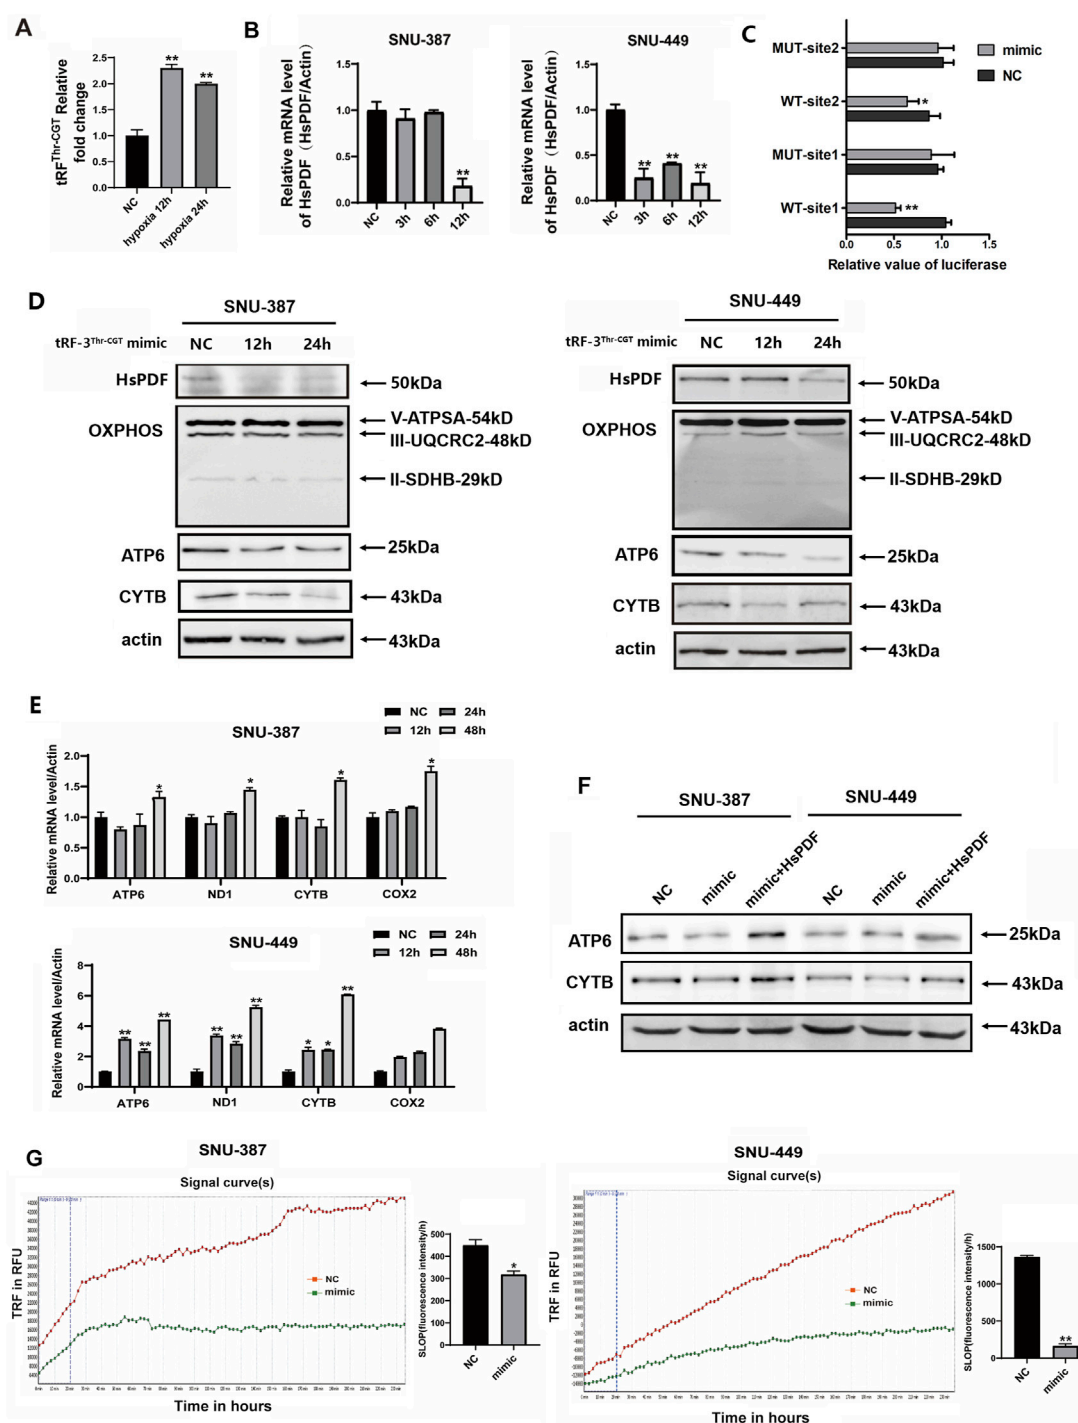 A
tRF^Thr-CGT Relative
fold change
2.5
2.0
1.5
1.0
0.5
0.0
**
**
NC
hypoxia 12h
hypoxia 24h
B
SNU-387
Relative mRNA level
of HsPDF (HsPDF/Actin)
1.5
1.0
0.5
0.0
**
NC
3h
6h
12h
SNU-449
Relative mRNA level
of HsPDF (HsPDF/Actin)
1.5
1.0
0.5
0.0
**
**
**
NC
3h
6h
12h
C
MUT-site2
WT-site2
*
MUT-site1
WT-site1
**
0.0
0.5
1.0
1.5
Relative value of luciferase
mimic
NC
D
SNU-387
tRF-3^Thr-CGT mimic NC 12h 24h
HsPDF
50kDa
OXPHOS
V-ATPSA-54kD
III-UQCRC2-48kD
II-SDHB-29kD
ATP6
25kDa
CYTB
43kDa
actin
43kDa
SNU-449
tRF-3^Thr-CGT mimic NC 12h 24h
HsPDF
50kDa
OXPHOS
V-ATPSA-54kD
III-UQCRC2-48kD
II-SDHB-29kD
ATP6
25kDa
CYTB
43kDa
actin
43kDa
E
NC 24h
12h 48h
SNU-387
Relative mRNA level/Actin
2.0
1.5
1.0
0.5
0.0
*
*
*
*
ATP6 ND1 CYTB COX2
SNU-449
NC 24h
12h 48h
Relative mRNA level/Actin
8
6
4
2
0
** ** **
** ** ** **
* * **
ATP6 ND1 CYTB COX2
F
SNU-387
SNU-449
NC
mimic
mimic+HsPDF
NC
mimic
mimic+HsPDF
ATP6
25kDa
CYTB
43kDa
actin
43kDa
G
SNU-387
Signal curve(s)
TRF in RFU
NC
mimic
Time in hours
SLOP(fluorescence intensity/h)
500
400
300
200
100
0
*
NC
mimic
SNU-449
Signal curve(s)
TRF in RFU
NC
mimic
Time in hours
SLOP(fluorescence intensity/h)
1500
1000
500
0
**
NC
mimic